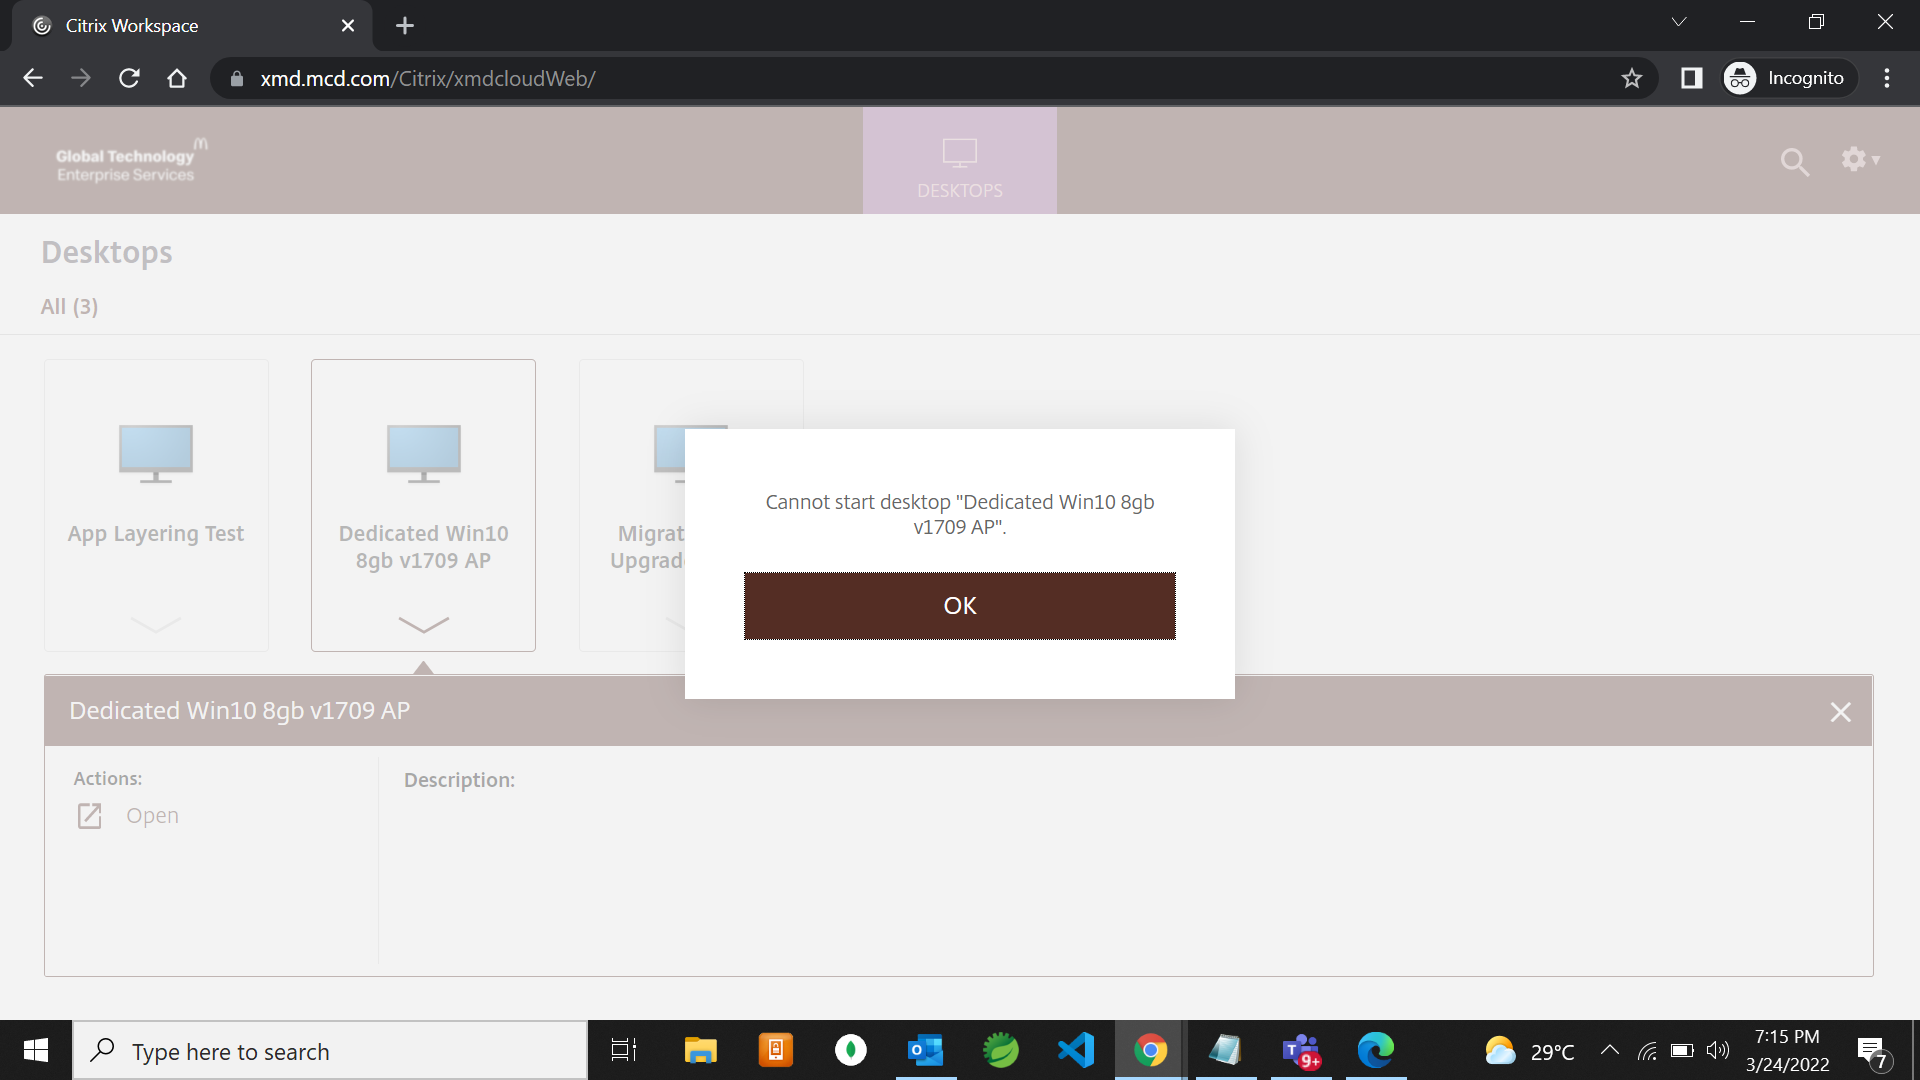 Citrix Workspace
xmd.mcd.com/Citrix/xmdcloudWeb/
Incognito
Global Technology
Enterprise Services
DESKTOPS
Desktops
All (3)
App Layering Test
Dedicated Win10
8gb v1709 AP
Migrat
Upgrad
Cannot start desktop "Dedicated Win10 8gb
v1709 AP".
OK
Dedicated Win10 8gb v1709 AP
Actions:
Open
Description:
Type here to search
9+
29°C
7:15 PM
3/24/2022
7